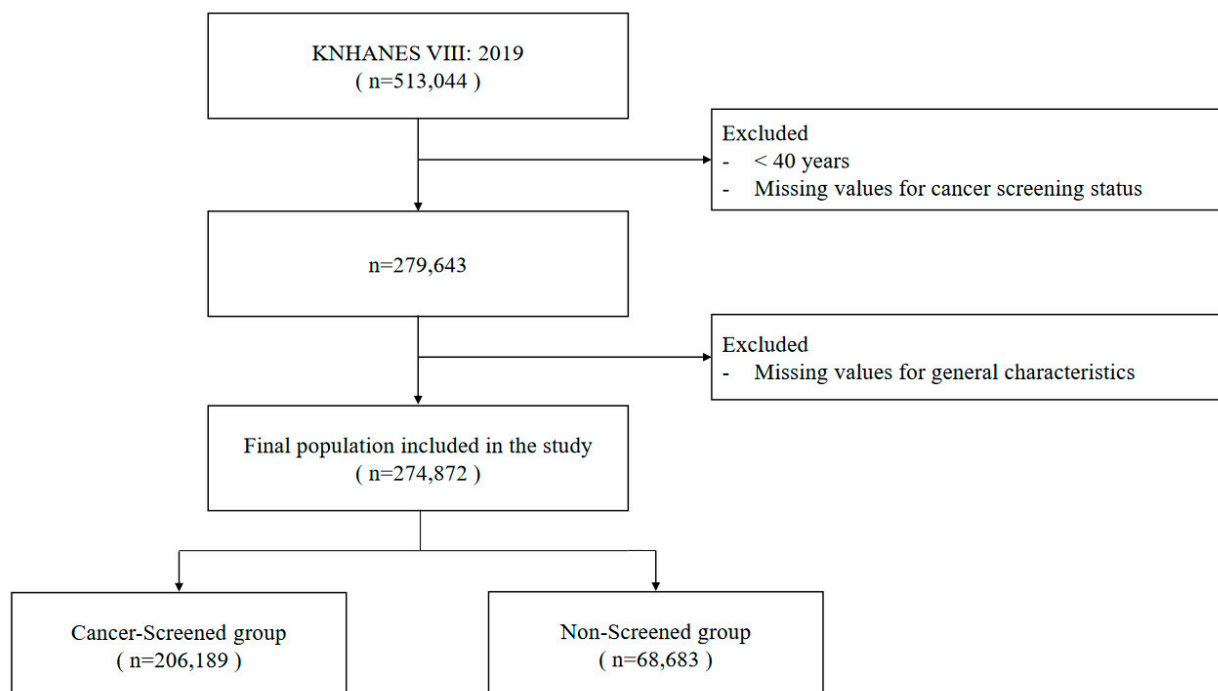 KNHANES VIII: 2019
( n=513,044 )
Excluded
- < 40 years
- Missing values for cancer screening status
n=279,643
Excluded
- Missing values for general characteristics
Final population included in the study
( n=274,872 )
Cancer-Screened group
( n=206,189 )
Non-Screened group
( n=68,683 )